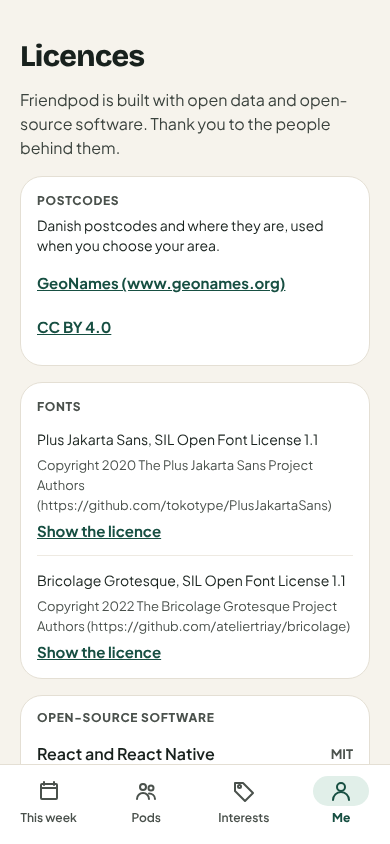 Licences
Friendpod is built with open data and open-
source software. Thank you to the people
behind them.
POSTCODES
Danish postcodes and where they are, used
when you choose your area.
GeoNames (www.geonames.org)
CC BY 4.0
FONTS
Plus Jakarta Sans, SIL Open Font License 1.1
Copyright 2020 The Plus Jakarta Sans Project
Authors
(https://github.com/tokotype/PlusJakartaSans)
Show the licence
Bricolage Grotesque, SIL Open Font License 1.1
Copyright 2022 The Bricolage Grotesque Project
Authors (https://github.com/ateliertriay/bricolage)
Show the licence
OPEN-SOURCE SOFTWARE
React and React Native MIT
This week Pods Interests Me